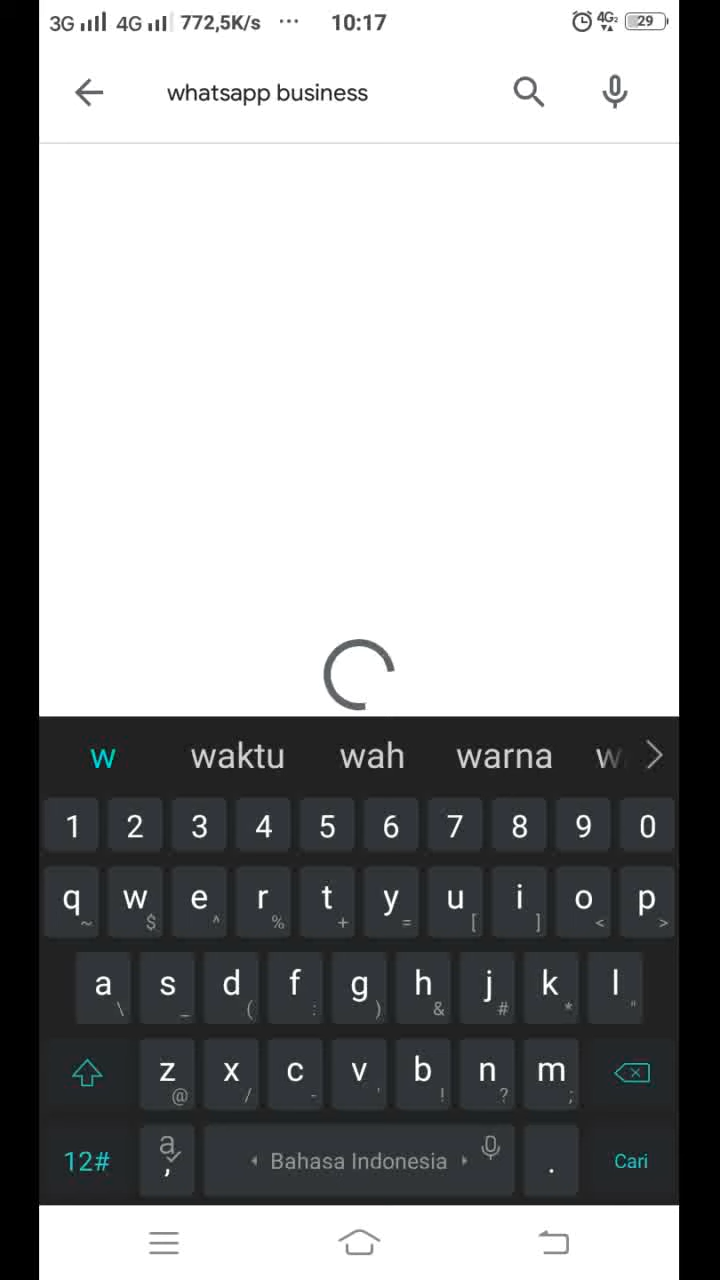 3G 4G 772,5K/s ... 10:17 4G2 29
whatsapp business
w waktu wah warna w
1 2 3 4 5 6 7 8 9 0
q w e r t y u i o p
~ $ ^ % + = [ ] < >
a s d f g h j k l
\ _ ( : ) & # * "
z x c v b n m
@ / - ' ! ? ;
12# a , Bahasa Indonesia . Cari